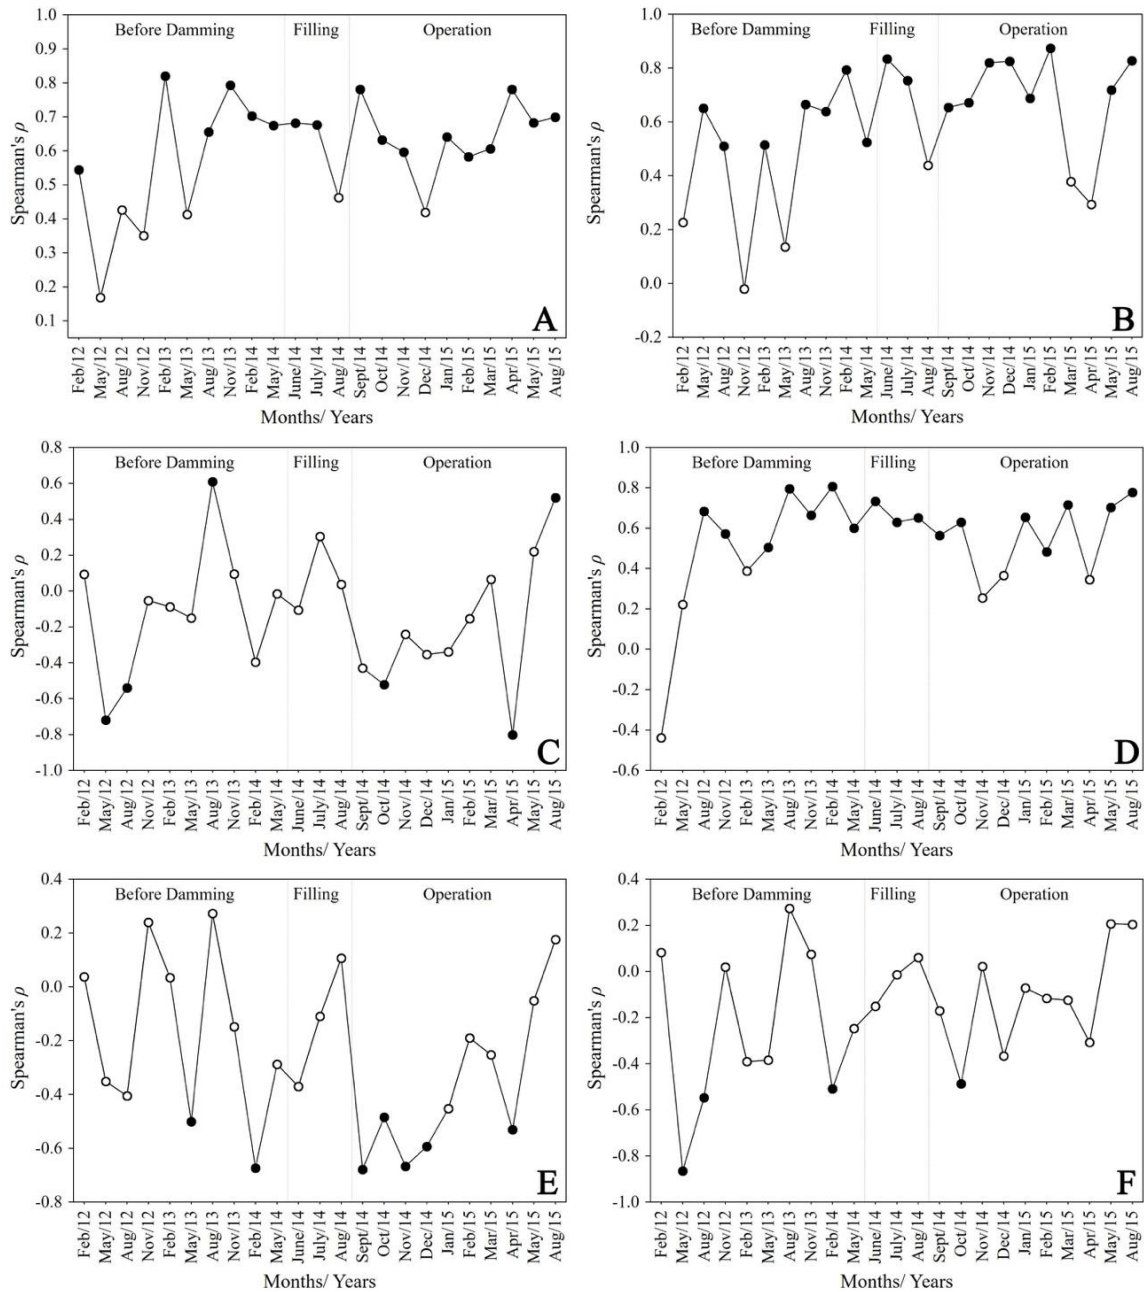 Before Damming Filling Operation
Spearman's ρ
1.0
0.9
0.8
0.7
0.6
0.5
0.4
0.3
0.2
0.1
A
Feb/12 May/12 Aug/12 Nov/12 Feb/13 May/13 Aug/13 Nov/13 Feb/14 May/14 June/14 July/14 Aug/14 Sept/14 Oct/14 Nov/14 Dec/14 Jan/15 Feb/15 Mar/15 Apr/15 May/15 Aug/15
Months/ Years
Before Damming Filling Operation
Spearman's ρ
1.0
0.8
0.6
0.4
0.2
0.0
-0.2
B
Feb/12 May/12 Aug/12 Nov/12 Feb/13 May/13 Aug/13 Nov/13 Feb/14 May/14 June/14 July/14 Aug/14 Sept/14 Oct/14 Nov/14 Dec/14 Jan/15 Feb/15 Mar/15 Apr/15 May/15 Aug/15
Months/ Years
Before Damming Filling Operation
Spearman's ρ
0.8
0.6
0.4
0.2
0.0
-0.2
-0.4
-0.6
-0.8
-1.0
C
Feb/12 May/12 Aug/12 Nov/12 Feb/13 May/13 Aug/13 Nov/13 Feb/14 May/14 June/14 July/14 Aug/14 Sept/14 Oct/14 Nov/14 Dec/14 Jan/15 Feb/15 Mar/15 Apr/15 May/15 Aug/15
Months/ Years
Before Damming Filling Operation
Spearman's ρ
1.0
0.8
0.6
0.4
0.2
0.0
-0.2
-0.4
-0.6
D
Feb/12 May/12 Aug/12 Nov/12 Feb/13 May/13 Aug/13 Nov/13 Feb/14 May/14 June/14 July/14 Aug/14 Sept/14 Oct/14 Nov/14 Dec/14 Jan/15 Feb/15 Mar/15 Apr/15 May/15 Aug/15
Months/ Years
Before Damming Filling Operation
Spearman's ρ
0.4
0.2
0.0
-0.2
-0.4
-0.6
-0.8
E
Feb/12 May/12 Aug/12 Nov/12 Feb/13 May/13 Aug/13 Nov/13 Feb/14 May/14 June/14 July/14 Aug/14 Sept/14 Oct/14 Nov/14 Dec/14 Jan/15 Feb/15 Mar/15 Apr/15 May/15 Aug/15
Months/ Years
Before Damming Filling Operation
Spearman's ρ
0.4
0.2
0.0
-0.2
-0.4
-0.6
-0.8
-1.0
F
Feb/12 May/12 Aug/12 Nov/12 Feb/13 May/13 Aug/13 Nov/13 Feb/14 May/14 June/14 July/14 Aug/14 Sept/14 Oct/14 Nov/14 Dec/14 Jan/15 Feb/15 Mar/15 Apr/15 May/15 Aug/15
Months/ Years